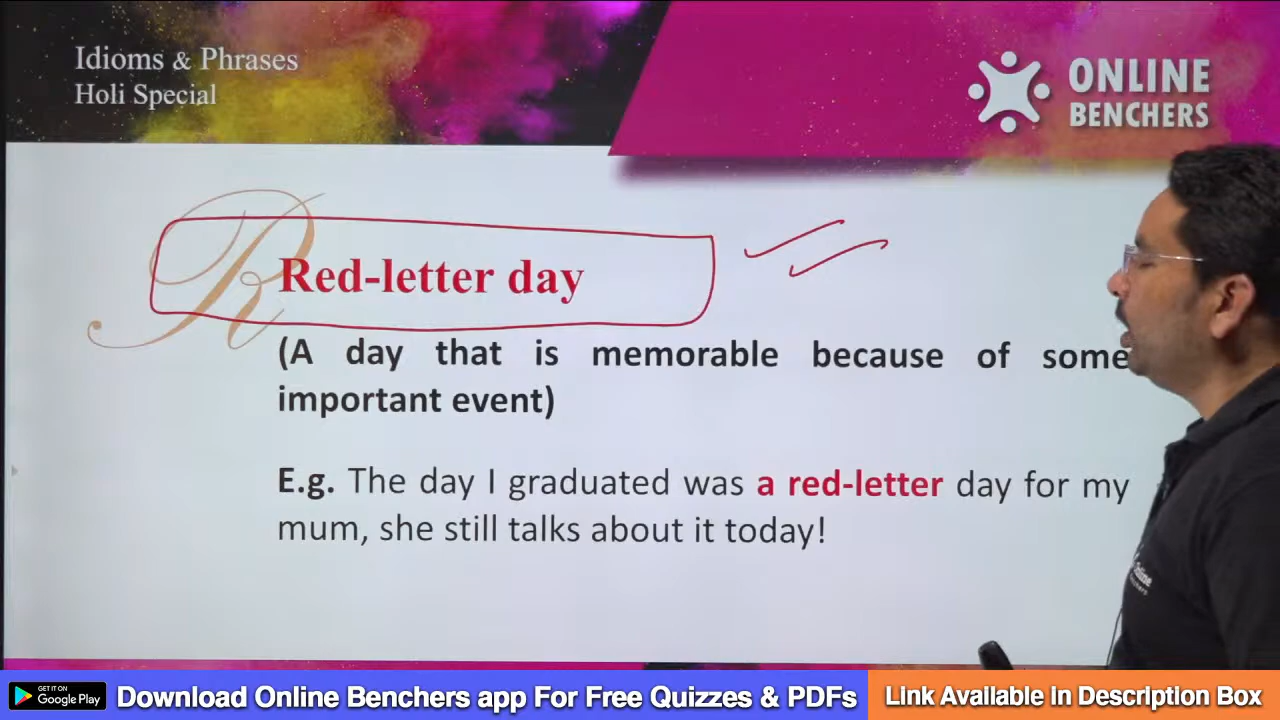 Idioms & Phrases
Holi Special
ONLINE
BENCHERS
R
Red-letter day
(A day that is memorable because of some
important event)
E.g. The day I graduated was a red-letter day for my
mum, she still talks about it today!
Online
GET IT ON
Google Play
Download Online Benchers app For Free Quizzes & PDFs
Link Available In Description Box